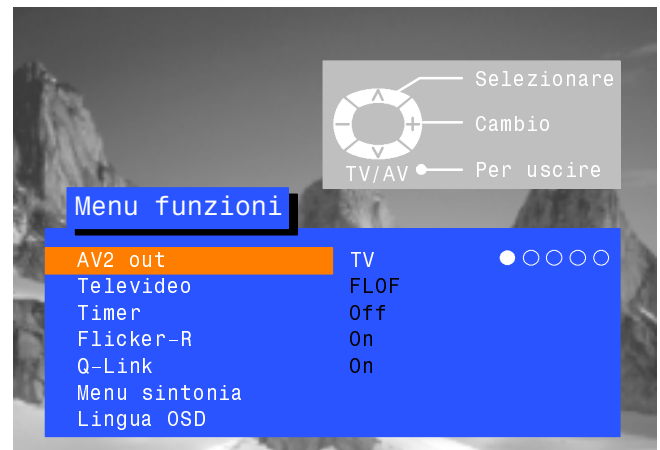 Selezionare
Cambio
TV/AV Per uscire
Menu funzioni
AV2 out TV
Televideo FLOF
Timer Off
Flicker-R On
Q-Link On
Menu sintonia
Lingua OSD